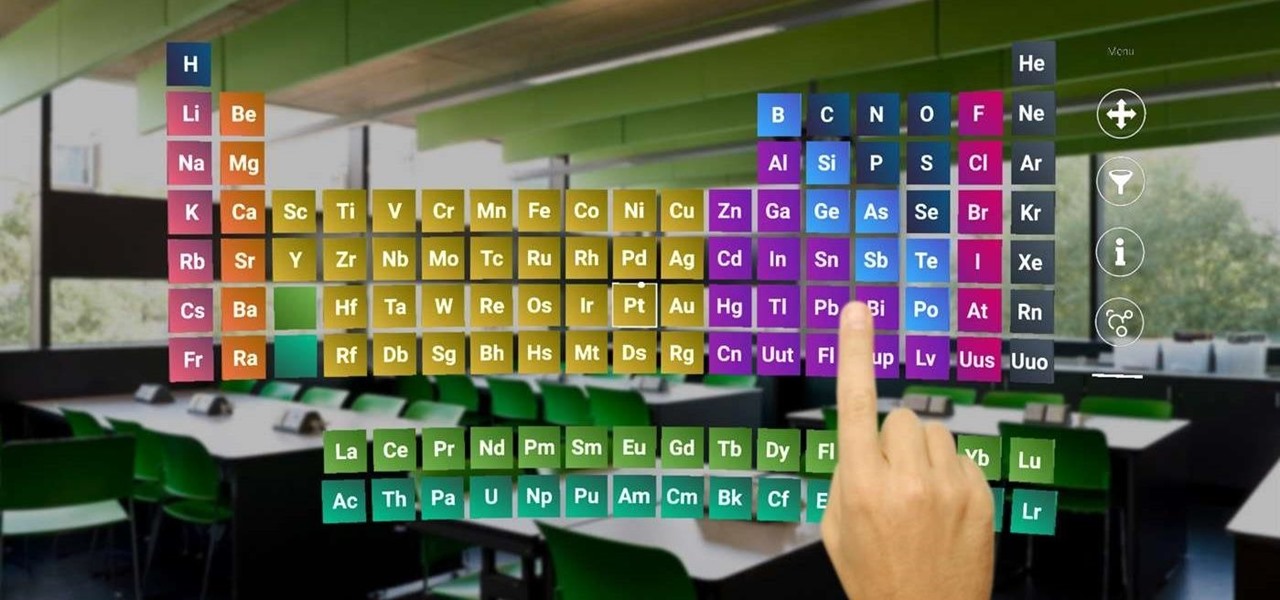 Menu
H He
Li Be B C N O F Ne
Na Mg Al Si P S Cl Ar
K Ca Sc Ti V Cr Mn Fe Co Ni Cu Zn Ga Ge As Se Br Kr
Rb Sr Y Zr Nb Mo Tc Ru Rh Pd Ag Cd In Sn Sb Te I Xe
Cs Ba Hf Ta W Re Os Ir Pt Au Hg Tl Pb Bi Po At Rn
Fr Ra Rf Db Sg Bh Hs Mt Ds Rg Cn Uut Fl Lv Uus Uuo
La Ce Pr Nd Pm Sm Eu Gd Tb Dy Fl Yb Lu
Ac Th Pa U Np Pu Am Cm Bk Cf Lr